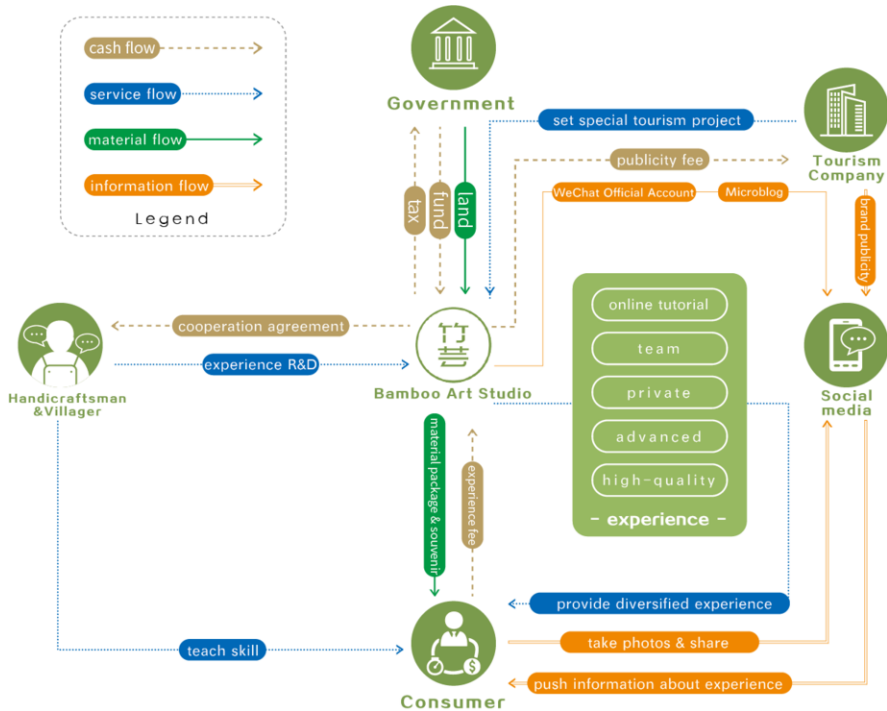 cash flow
service flow
material flow
information flow
Legend
Government
set special tourism project
publicity fee
Tourism
Company
WeChat Official Account
Microblog
brand publicity
tax
fund
land
online tutorial
team
private
advanced
high-quality
- experience -
cooperation agreement
experience R&D
Handicraftsman
&Villager
竹
艺
Bamboo Art Studio
Social
media
material package & souvenir
experience fee
provide diversified experience
teach skill
take photos & share
push information about experience
Consumer